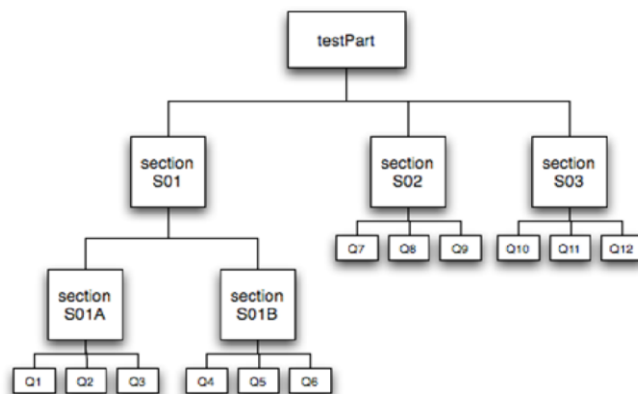 testPart
section
S01
section
S02
section
S03
Q7 Q8 Q9 Q10 Q11 Q12
section
S01A
section
S01B
Q1 Q2 Q3 Q4 Q5 Q6